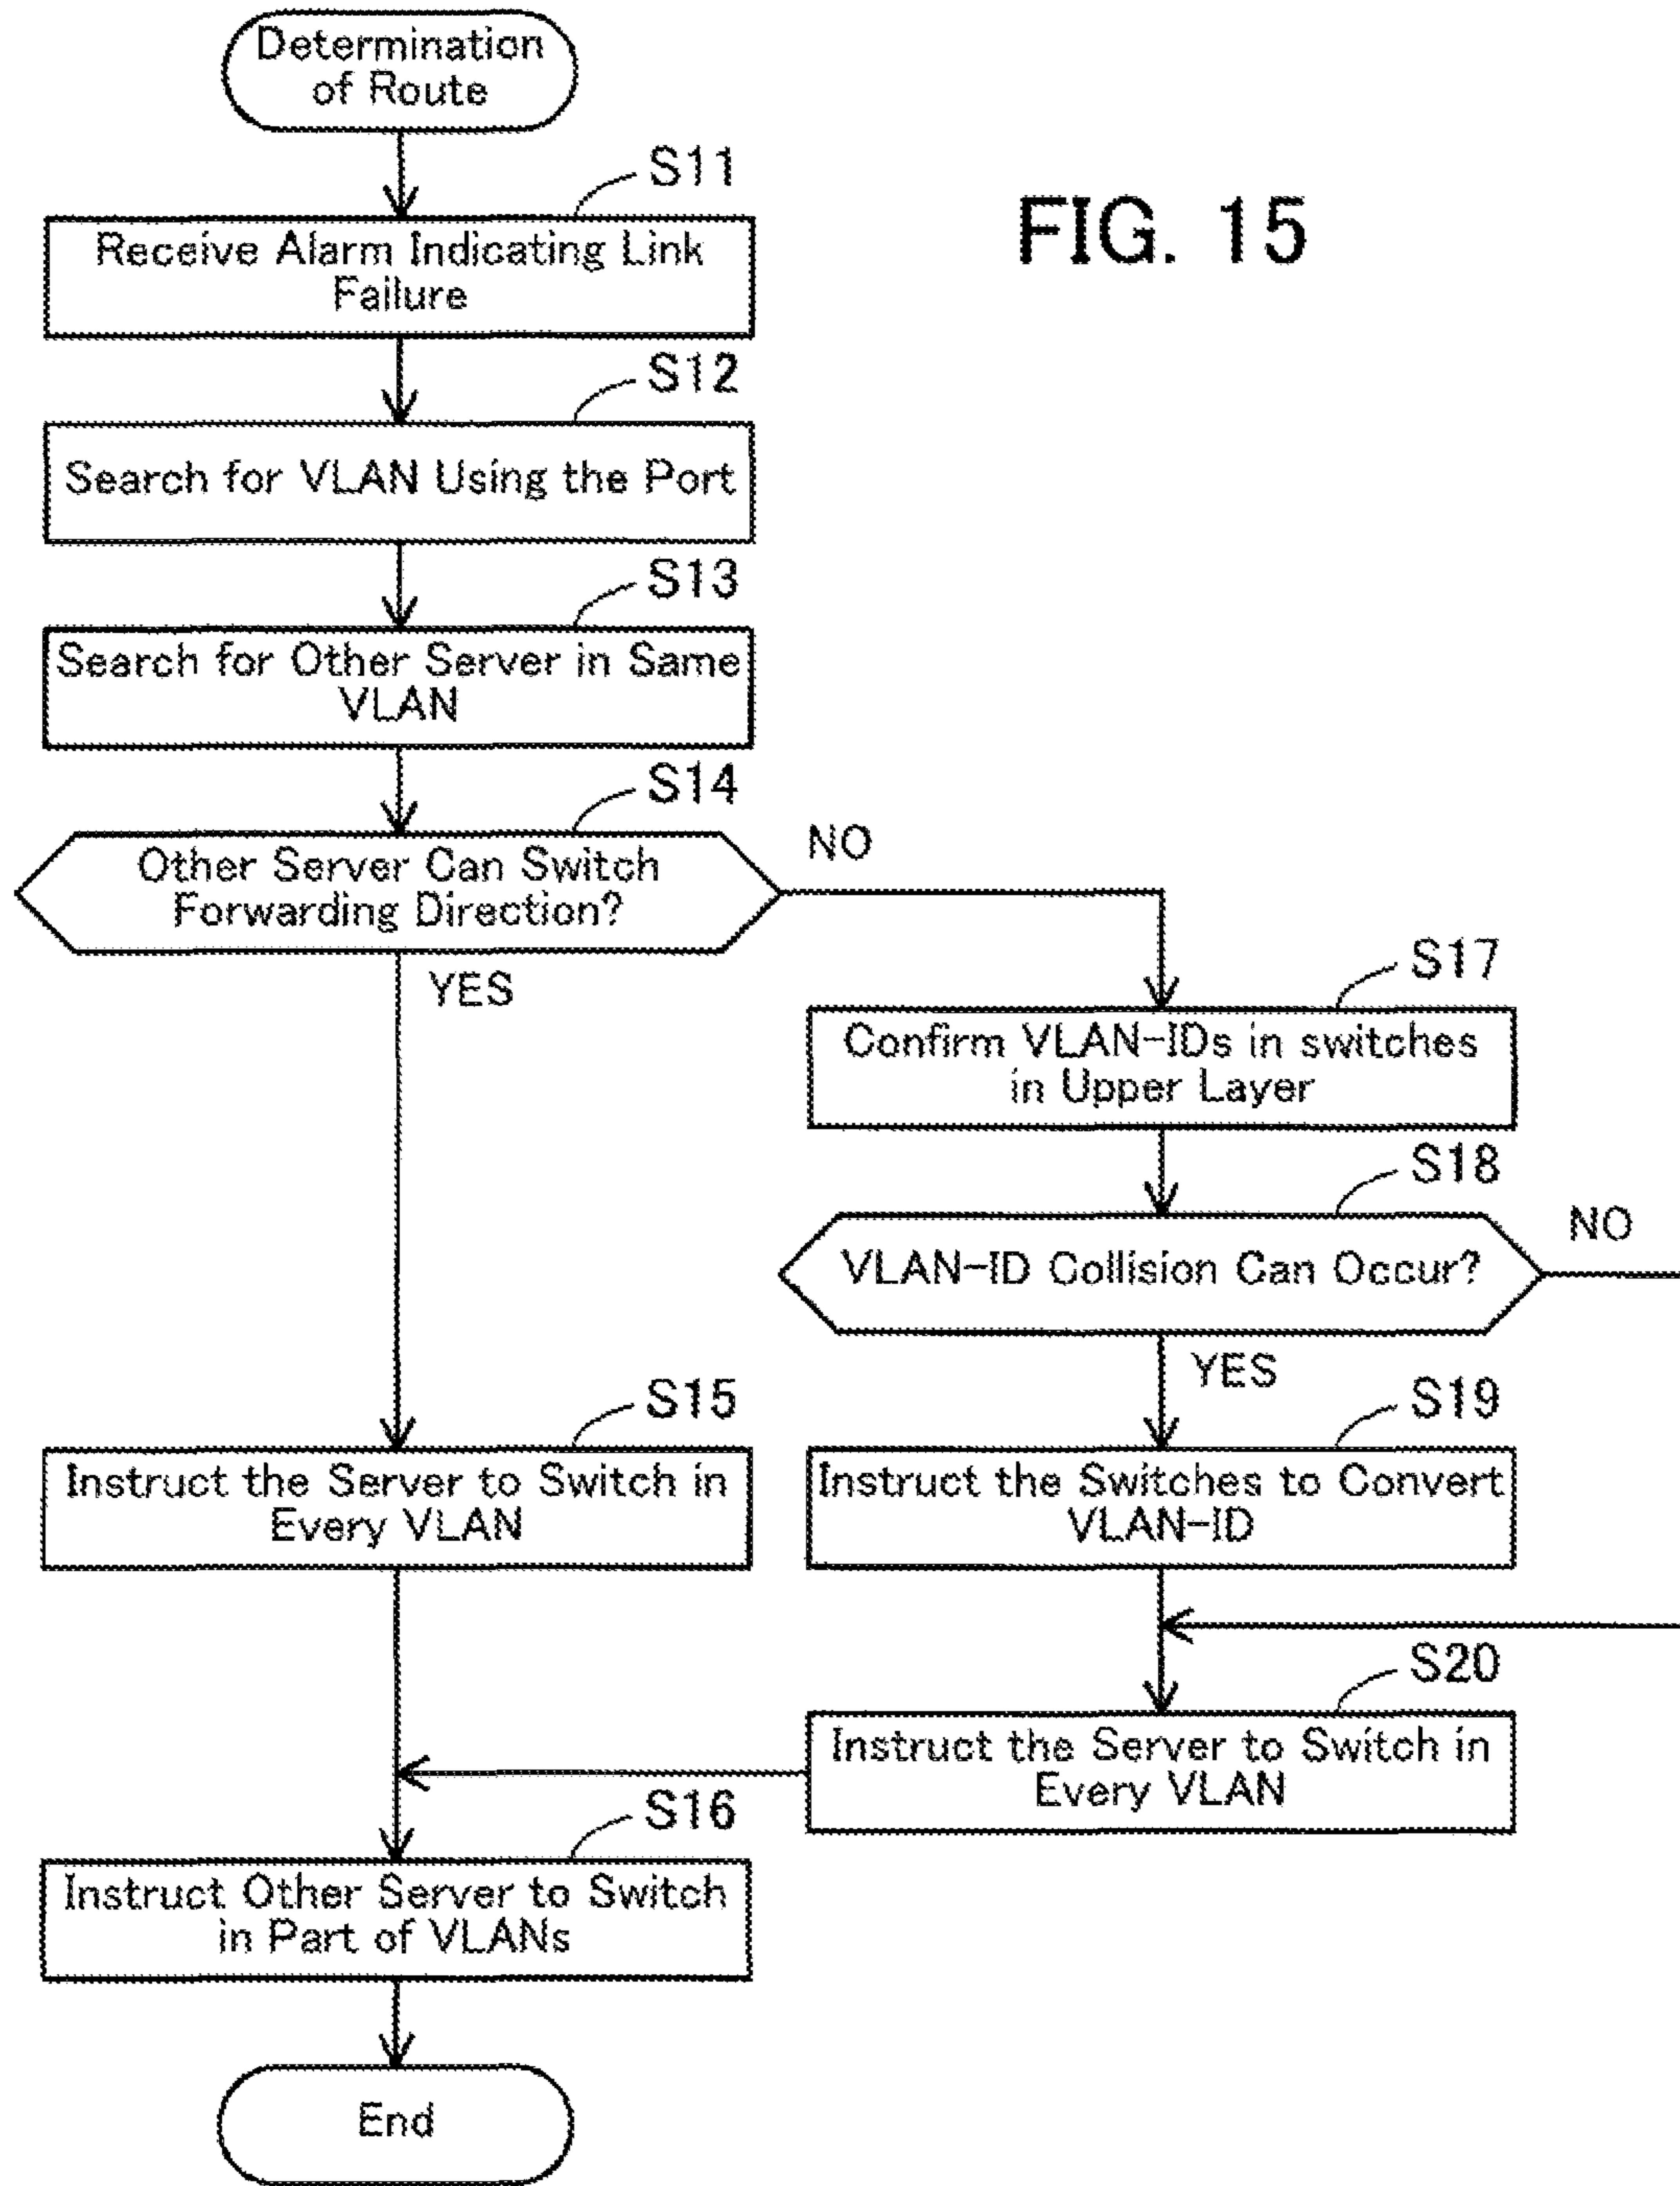 Determination
of Route
FIG. 15
S11
Receive Alarm Indicating Link
Failure
S12
Search for VLAN Using the Port
S13
Search for Other Server in Same
VLAN
S14
Other Server Can Switch
Forwarding Direction?
NO
YES
S17
Confirm VLAN-IDs in switches
in Upper Layer
S18
VLAN-ID Collision Can Occur?
NO
YES
S15
Instruct the Server to Switch in
Every VLAN
S19
Instruct the Switches to Convert
VLAN-ID
S20
Instruct the Server to Switch in
Every VLAN
S16
Instruct Other Server to Switch
in Part of VLANs
End